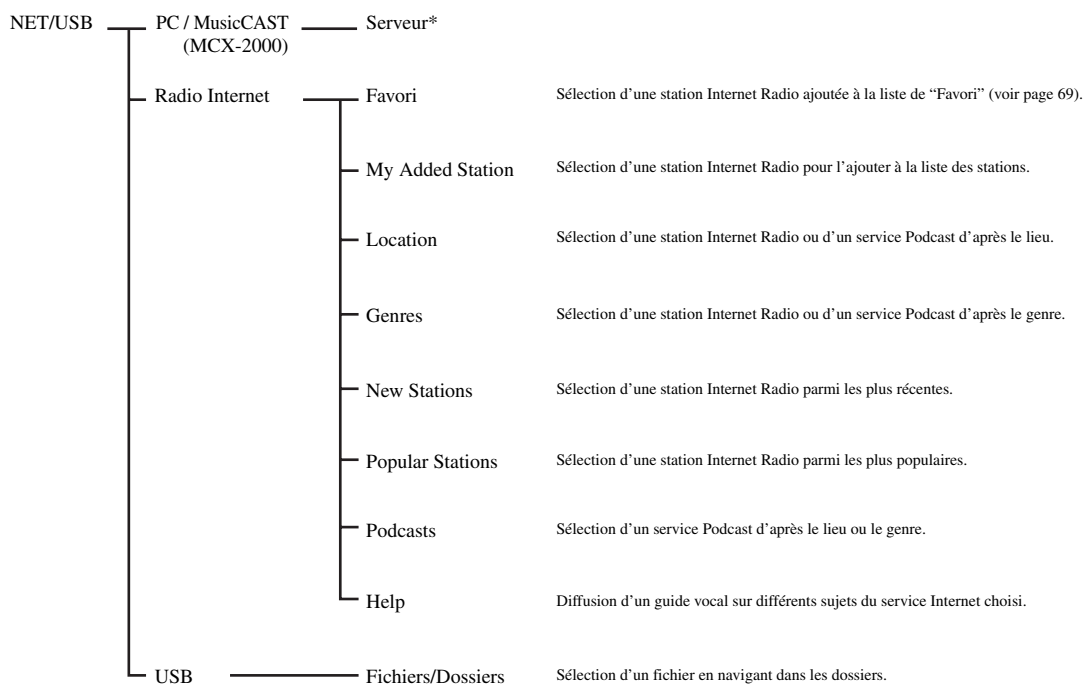 NET/USB PC / MusicCAST Serveur*
(MCX-2000)
Radio Internet Favori Sélection d’une station Internet Radio ajoutée à la liste de “Favori” (voir page 69).
My Added Station Sélection d’une station Internet Radio pour l’ajouter à la liste des stations.
Location Sélection d’une station Internet Radio ou d’un service Podcast d’après le lieu.
Genres Sélection d’une station Internet Radio ou d’un service Podcast d’après le genre.
New Stations Sélection d’une station Internet Radio parmi les plus récentes.
Popular Stations Sélection d’une station Internet Radio parmi les plus populaires.
Podcasts Sélection d’un service Podcast d’après le lieu ou le genre.
Help Diffusion d’un guide vocal sur différents sujets du service Internet choisi.
USB Fichiers/Dossiers Sélection d’un fichier en navigant dans les dossiers.